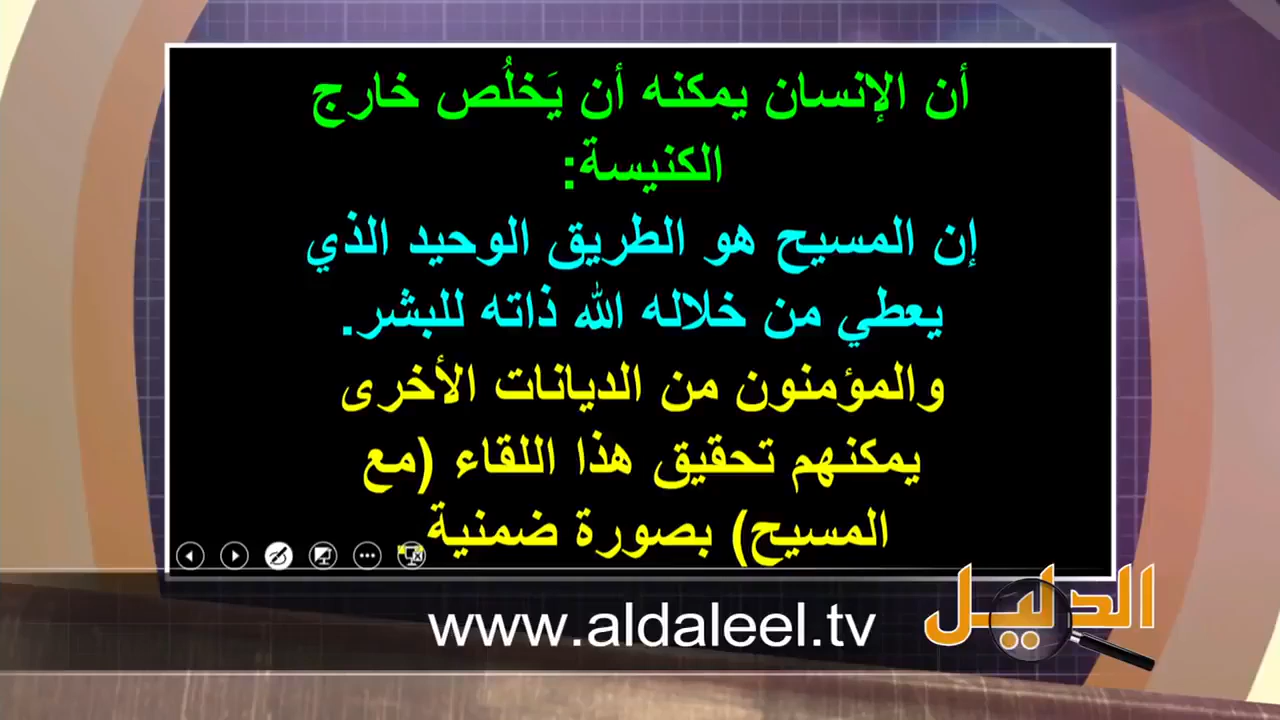 أن الإنسان يمكنه أن يَخلُص خارج
الكنيسة:
إن المسيح هو الطريق الوحيد الذي
يعطي من خلاله الله ذاته للبشر.
والمؤمنون من الديانات الأخرى
يمكنهم تحقيق هذا اللقاء (مع
المسيح) بصورة ضمنية
www.aldaleel.tv
الدليل